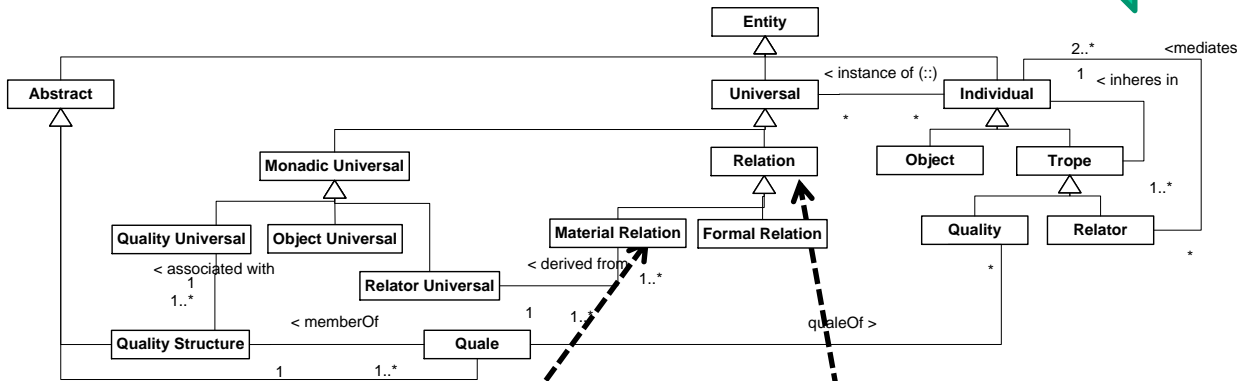 Entity
2..* <mediates
< instance of (::) 1 < inheres in
Abstract Universal Individual
* *
Monadic Universal Relation Object Trope
1..*
Quality Universal Object Universal Material Relation Formal Relation Quality Relator
< associated with < derived from * *
1 1..*
1..* Relator Universal
< memberOf 1 1..* qualeOf >
Quality Structure Quale
1 1..*